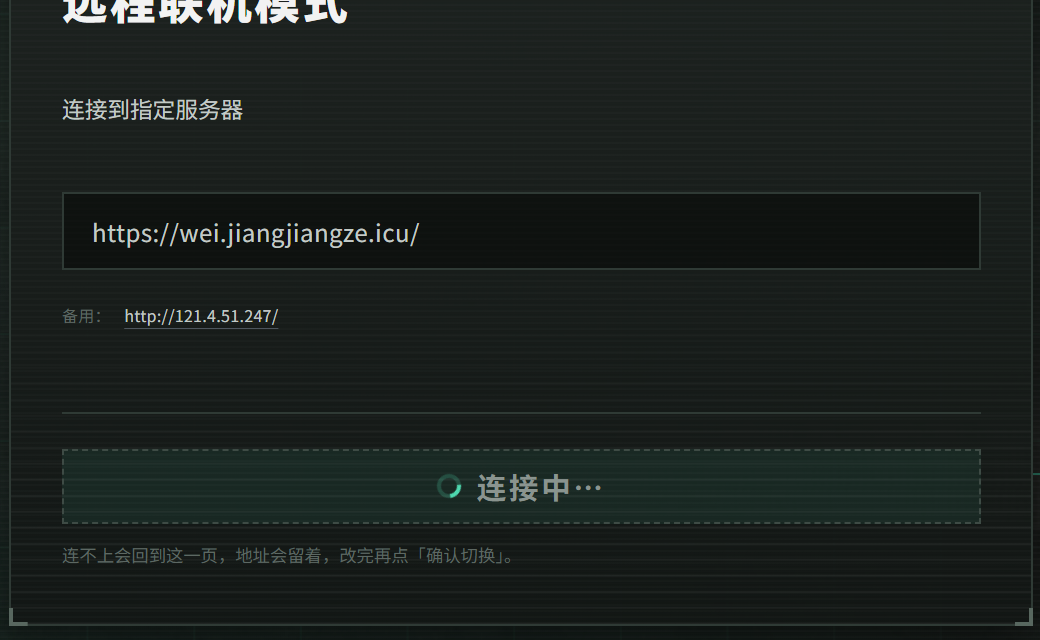 远程联机模式
连接到指定服务器
https://wei.jiangjiangze.icu/
备用： http://121.4.51.247/
连接中…
连不上会回到这一页，地址会留着，改完再点「确认切换」。